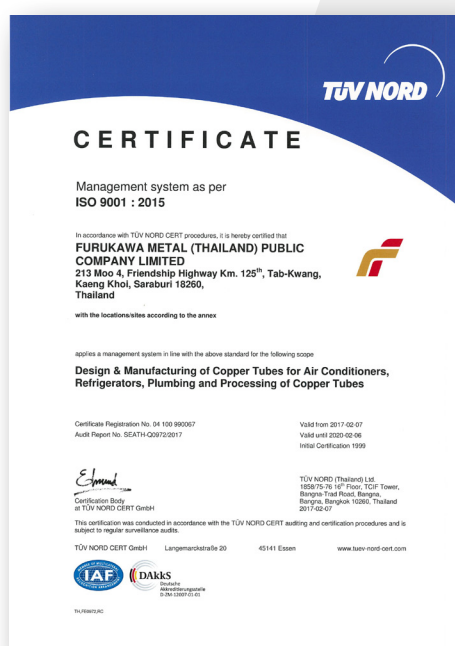 TÜV NORD
CERTIFICATE
Management system as per
ISO 9001 : 2015
In accordance with TÜV NORD CERT procedures, it is hereby certified that
FURUKAWA METAL (THAILAND) PUBLIC
COMPANY LIMITED
213 Moo 4, Friendship Highway Km. 125th, Tab-Kwang,
Kaeng Khoi, Saraburi 18260,
Thailand
with the locations/sites according to the annex
applies a management system in line with the above standard for the following scope
Design & Manufacturing of Copper Tubes for Air Conditioners,
Refrigerators, Plumbing and Processing of Copper Tubes
Certificate Registration No. 04 100 990067
Audit Report No. SEATH-Q0972/2017
Valid from 2017-02-07
Valid until 2020-02-06
Initial Certification 1999
Certification Body
at TÜV NORD CERT GmbH
TÜV NORD (Thailand) Ltd.
1858/75-76 16th Floor, TCIF Tower,
Bangna-Trad Road, Bangna,
Bangna, Bangkok 10260, Thailand
2017-02-07
This certification was conducted in accordance with the TÜV NORD CERT auditing and certification procedures and is
subject to regular surveillance audits.
TÜV NORD CERT GmbH Langemarckstraße 20 45141 Essen www.tuev-nord-cert.com
IAF
DAkkS
Deutsche
Akkreditierungsstelle
D-ZM-12007-01-01